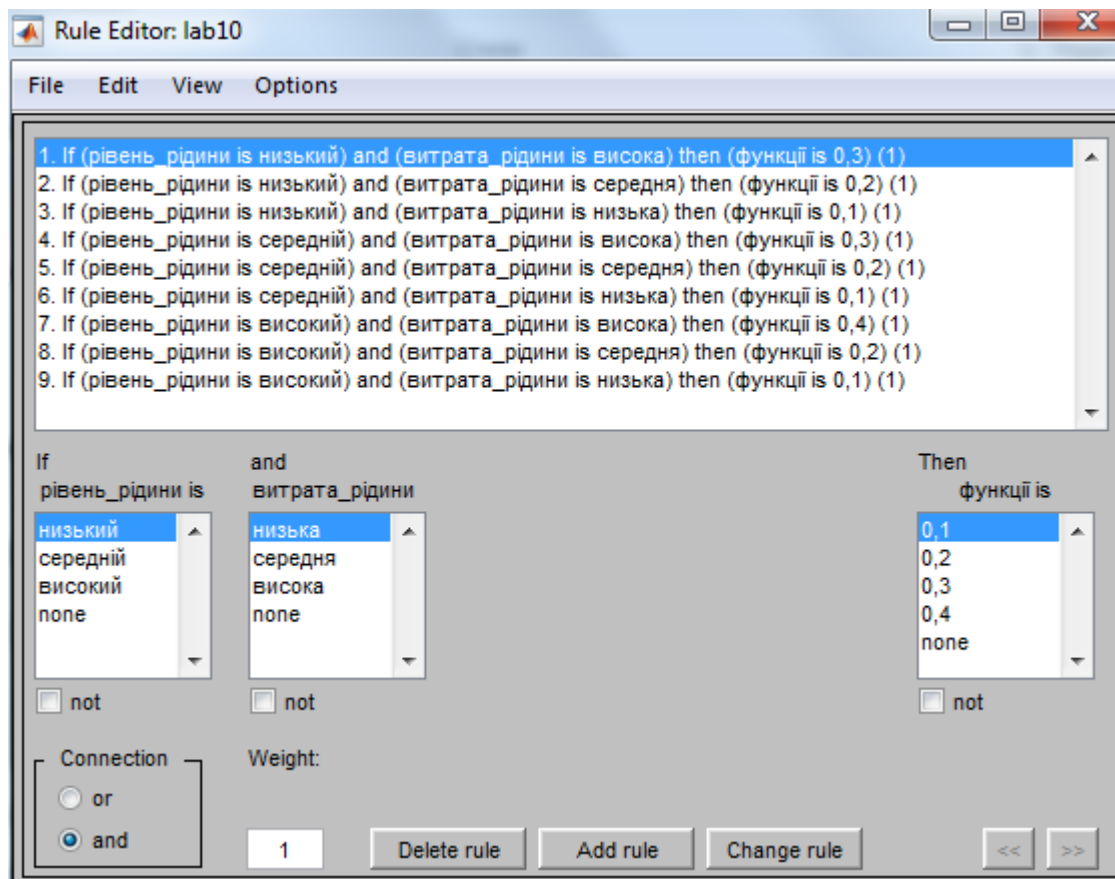 Rule Editor: lab10
File Edit View Options
1. If (рівень_рідини is низький) and (витрата_рідини is висока) then (функції is 0,3) (1)
2. If (рівень_рідини is низький) and (витрата_рідини is середня) then (функції is 0,2) (1)
3. If (рівень_рідини is низький) and (витрата_рідини is низька) then (функції is 0,1) (1)
4. If (рівень_рідини is середній) and (витрата_рідини is висока) then (функції is 0,3) (1)
5. If (рівень_рідини is середній) and (витрата_рідини is середня) then (функції is 0,2) (1)
6. If (рівень_рідини is середній) and (витрата_рідини is низька) then (функції is 0,1) (1)
7. If (рівень_рідини is високий) and (витрата_рідини is висока) then (функції is 0,4) (1)
8. If (рівень_рідини is високий) and (витрата_рідини is середня) then (функції is 0,2) (1)
9. If (рівень_рідини is високий) and (витрата_рідини is низька) then (функції is 0,1) (1)
If
рівень_рідини is
низький
середній
високий
none
not
and
витрата_рідини
низька
середня
висока
none
not
Then
функції is
0,1
0,2
0,3
0,4
none
not
Connection
or
and
Weight:
1
Delete rule
Add rule
Change rule
<<
>>